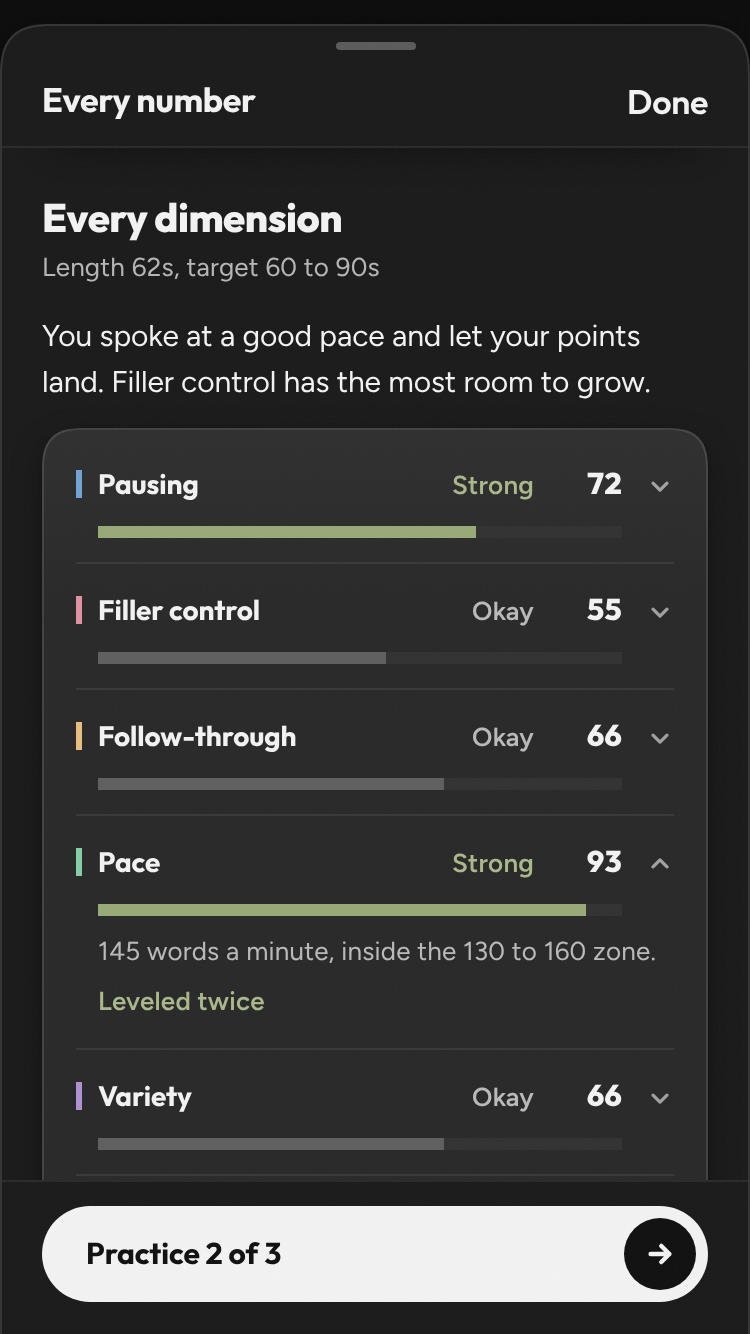 Every number
Done
Every dimension
Length 62s, target 60 to 90s
You spoke at a good pace and let your points
land. Filler control has the most room to grow.
Pausing Strong 72
Filler control Okay 55
Follow-through Okay 66
Pace Strong 93
145 words a minute, inside the 130 to 160 zone.
Leveled twice
Variety Okay 66
Practice 2 of 3